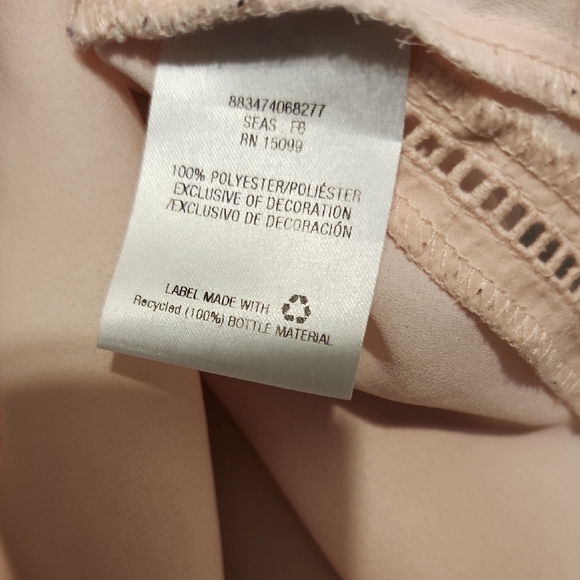 883474068277
SEAS F6
RN 15099
100% POLYESTER/POLIÉSTER
EXCLUSIVE OF DECORATION
/EXCLUSIVO DE DECORACIÓN
LABEL MADE WITH
Recycled (100%) BOTTLE MATERIAL